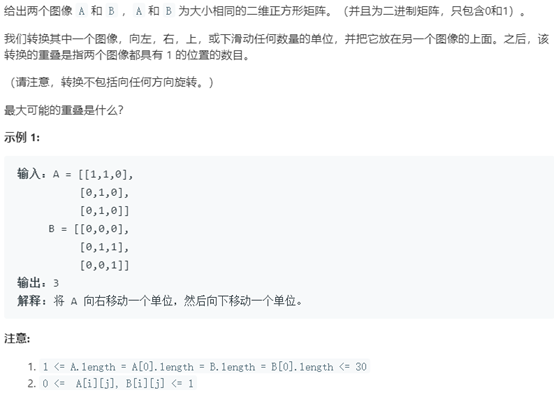 给出两个图像 A 和 B ， A 和 B 为大小相同的二维正方形矩阵。（并且为二进制矩阵，只包含0和1）。
我们转换其中一个图像，向左，右，上，或下滑动任何数量的单位，并把它放在另一个图像的上面。之后，该
转换的重叠是指两个图像都具有 1 的位置的数目。
（请注意，转换不包括向任何方向旋转。）
最大可能的重叠是什么？
示例 1:
输入：A = [[1,1,0],
[0,1,0],
[0,1,0]]
B = [[0,0,0],
[0,1,1],
[0,0,1]]
输出：3
解释：将 A 向右移动一个单位，然后向下移动一个单位。
注意:
1. 1 <= A.length = A[0].length = B.length = B[0].length <= 30
2. 0 <= A[i][j], B[i][j] <= 1